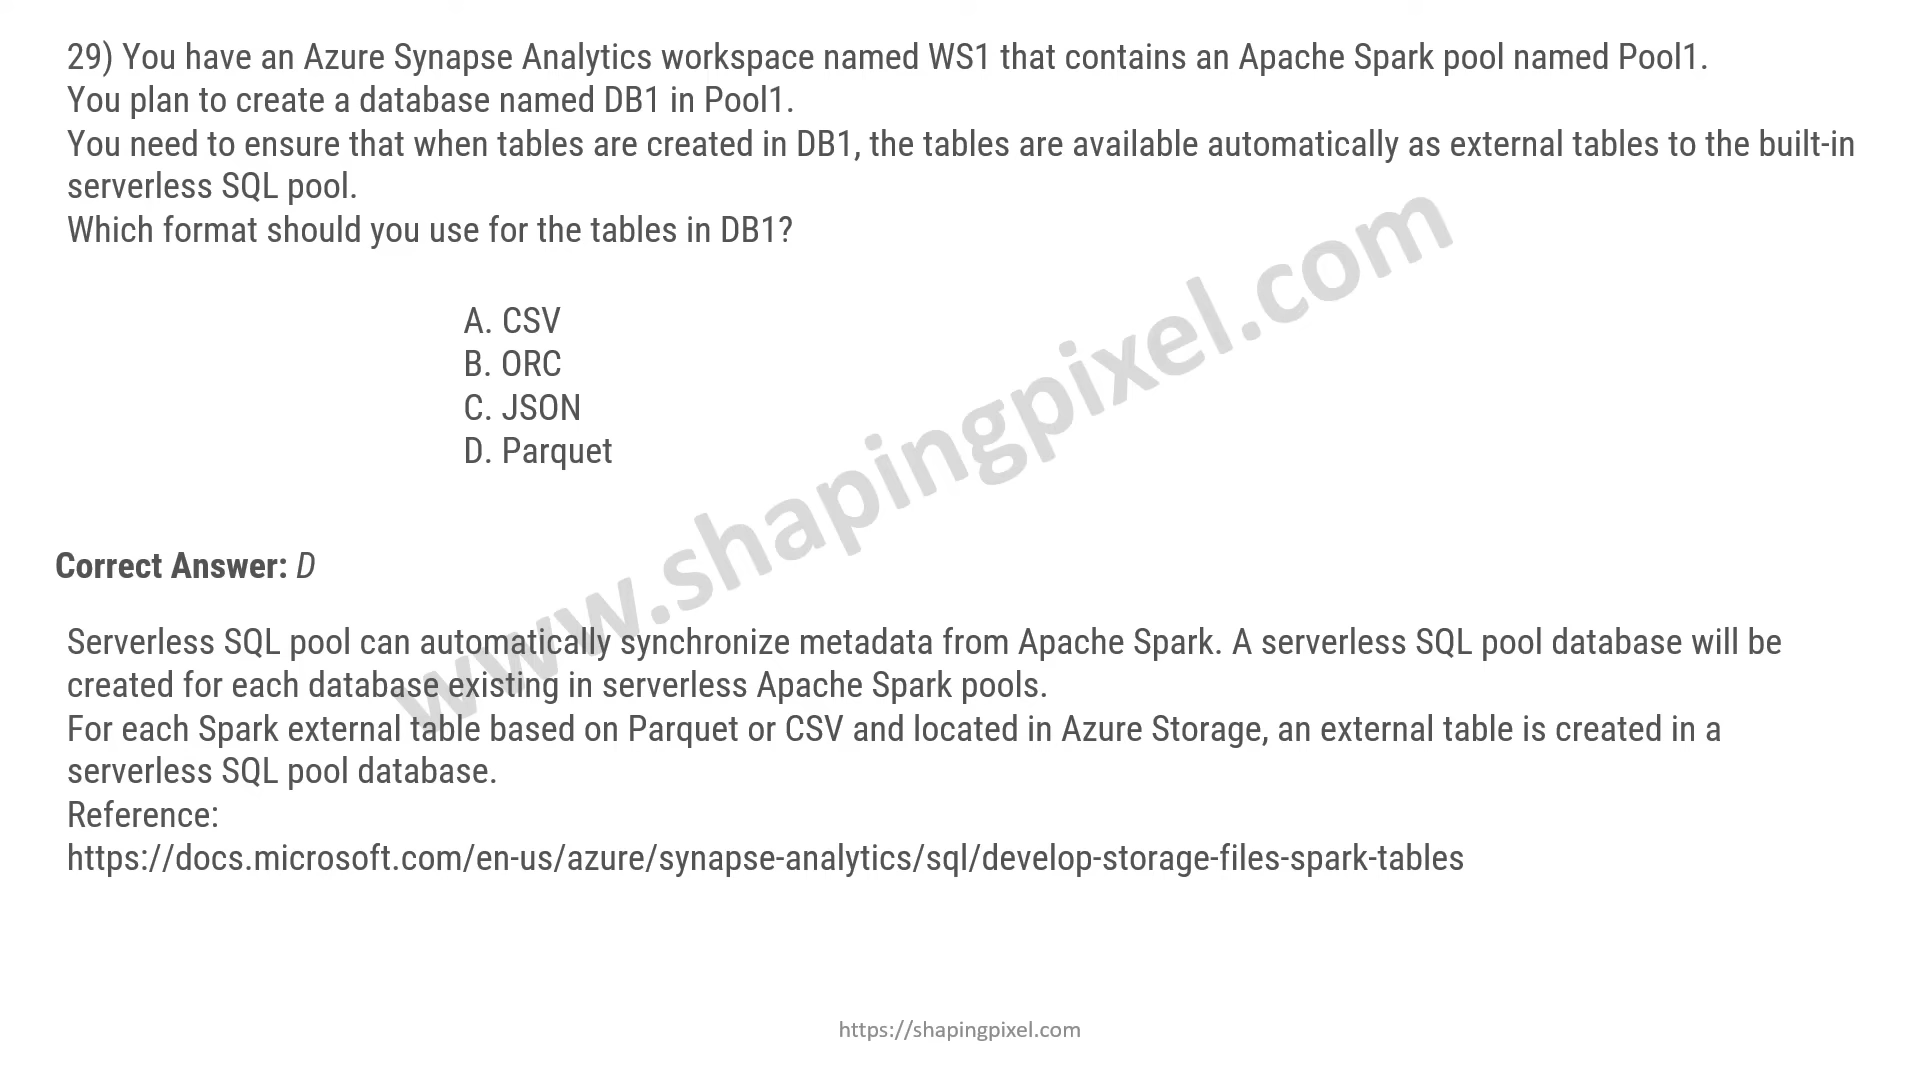 29) You have an Azure Synapse Analytics workspace named WS1 that contains an Apache Spark pool named Pool1.
You plan to create a database named DB1 in Pool1.
You need to ensure that when tables are created in DB1, the tables are available automatically as external tables to the built-in
serverless SQL pool.
Which format should you use for the tables in DB1?
A. CSV
B. ORC
C. JSON
D. Parquet
www.shapingpixel.com
Correct Answer: D
Serverless SQL pool can automatically synchronize metadata from Apache Spark. A serverless SQL pool database will be
created for each database existing in serverless Apache Spark pools.
For each Spark external table based on Parquet or CSV and located in Azure Storage, an external table is created in a
serverless SQL pool database.
Reference:
https://docs.microsoft.com/en-us/azure/synapse-analytics/sql/develop-storage-files-spark-tables
https://shapingpixel.com